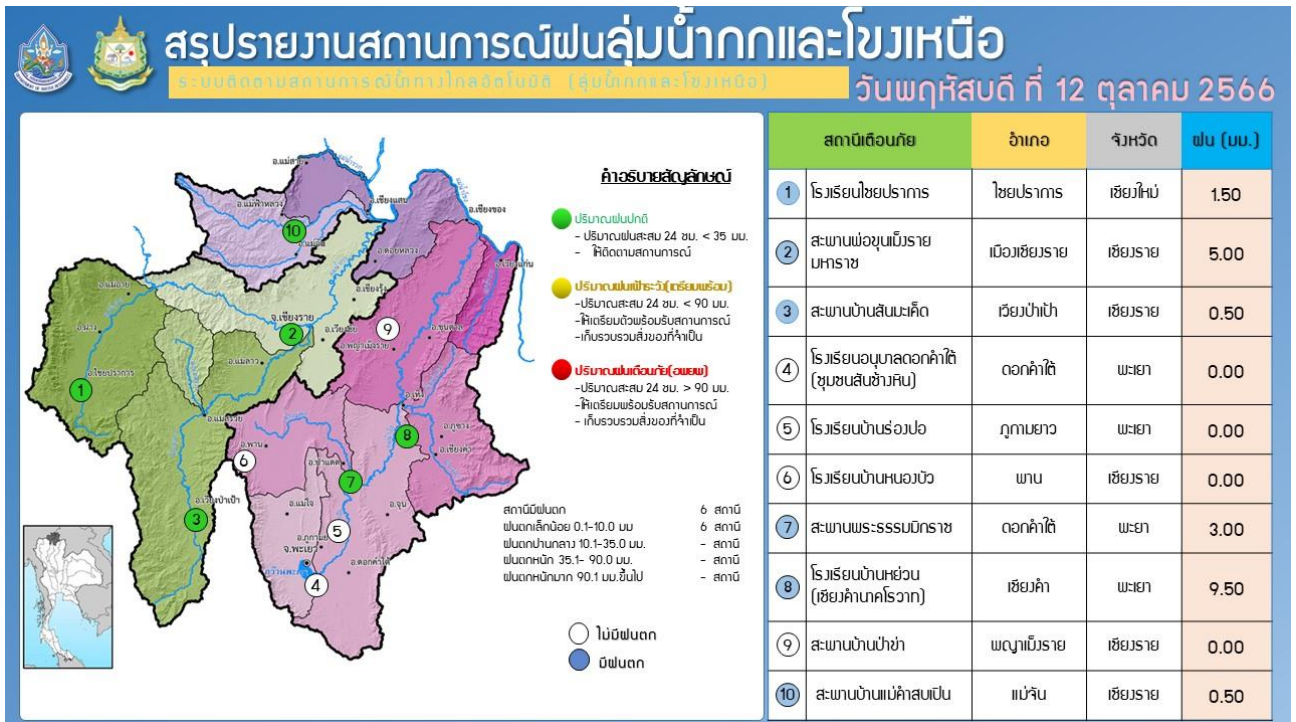 สรุปรายงานสถานการณ์ฝนลุ่มน้ำกกและโขงเหนือ
ระบบติดตามสถานการณ์น้ำทางไกลอัตโนมัติ (ลุ่มน้ำกกและโขงเหนือ)
วันพฤหัสบดี ที่ 12 ตุลาคม 2566
อ.แม่สาย
อ.แม่ฟ้าหลวง
อ.เชียงแสน
อ.เชียงของ
10
อ.ดอยหลวง
อ.เวียงแก่น
อ.แม่อาย
อ.เชียงรุ้ง
อ.ฝาง
จ.เชียงราย
2
9
อ.ขุนตาล
อ.พญาเม็งราย
อ.แม่ลาว
อ.ไชยปราการ
1
อ.เทิง
อ.แม่สรวย
8
อ.ภูซาง
อ.เชียงคำ
อ.พาน
6
อ.ป่าแดด
7
อ.เวียงป่าเป้า
3
อ.แม่ใจ
อ.จุน
5
จ.พะเยา
อ.ดอกคำใต้
4
คำอธิบายสัญลักษณ์
ปริมาณฝนปกติ
- ปริมาณฝนสะสม 24 ชม. < 35 มม.
- ให้ติดตามสถานการณ์
ปริมาณฝนเฝ้าระวัง(เตรียมพร้อม)
-ปริมาณสะสม 24 ชม. < 90 มม.
-ให้เตรียมตัวพร้อมรับสถานการณ์
-เก็บรวบรวมสิ่งของที่จำเป็น
ปริมาณฝนเตือนภัย(อพยพ)
-ปริมาณสะสม 24 ชม. > 90 มม.
-ให้เตรียมพร้อมรับสถานการณ์
- เก็บรวบรวมสิ่งของที่จำเป็น
สถานีมีฝนตก 6 สถานี
ฝนตกเล็กน้อย 0.1-10.0 มม 6 สถานี
ฝนตกปานกลาง 10.1-35.0 มม. - สถานี
ฝนตกหนัก 35.1- 90.0 มม. - สถานี
ฝนตกหนักมาก 90.1 มม.ขึ้นไป - สถานี
ไม่มีฝนตก
มีฝนตก
สถานีเตือนภัย อำเภอ จังหวัด ฝน (มม.)
1 โรงเรียนไชยปราการ ไชยปราการ เชียงใหม่ 1.50
2 สะพานพ่อขุนเม็งราย
มหาราช เมืองเชียงราย เชียงราย 5.00
3 สะพานบ้านสันมะเค็ด เวียงป่าเป้า เชียงราย 0.50
4 โรงเรียนอนุบาลดอกคำใต้
(ชุมชนสันช้างหิน) ดอกคำใต้ พะเยา 0.00
5 โรงเรียนบ้านร่องปอ ภูกามยาว พะเยา 0.00
6 โรงเรียนบ้านหนองบัว พาน เชียงราย 0.00
7 สะพานพระธรรมมิกราช ดอกคำใต้ พะยา 3.00
8 โรงเรียนบ้านหย่วน
(เชียงคำนาคโรวาท) เชียงคำ พะเยา 9.50
9 สะพานบ้านป่าข่า พญาเม็งราย เชียงราย 0.00
10 สะพานบ้านแม่คำสบเปิน แม่จัน เชียงราย 0.50